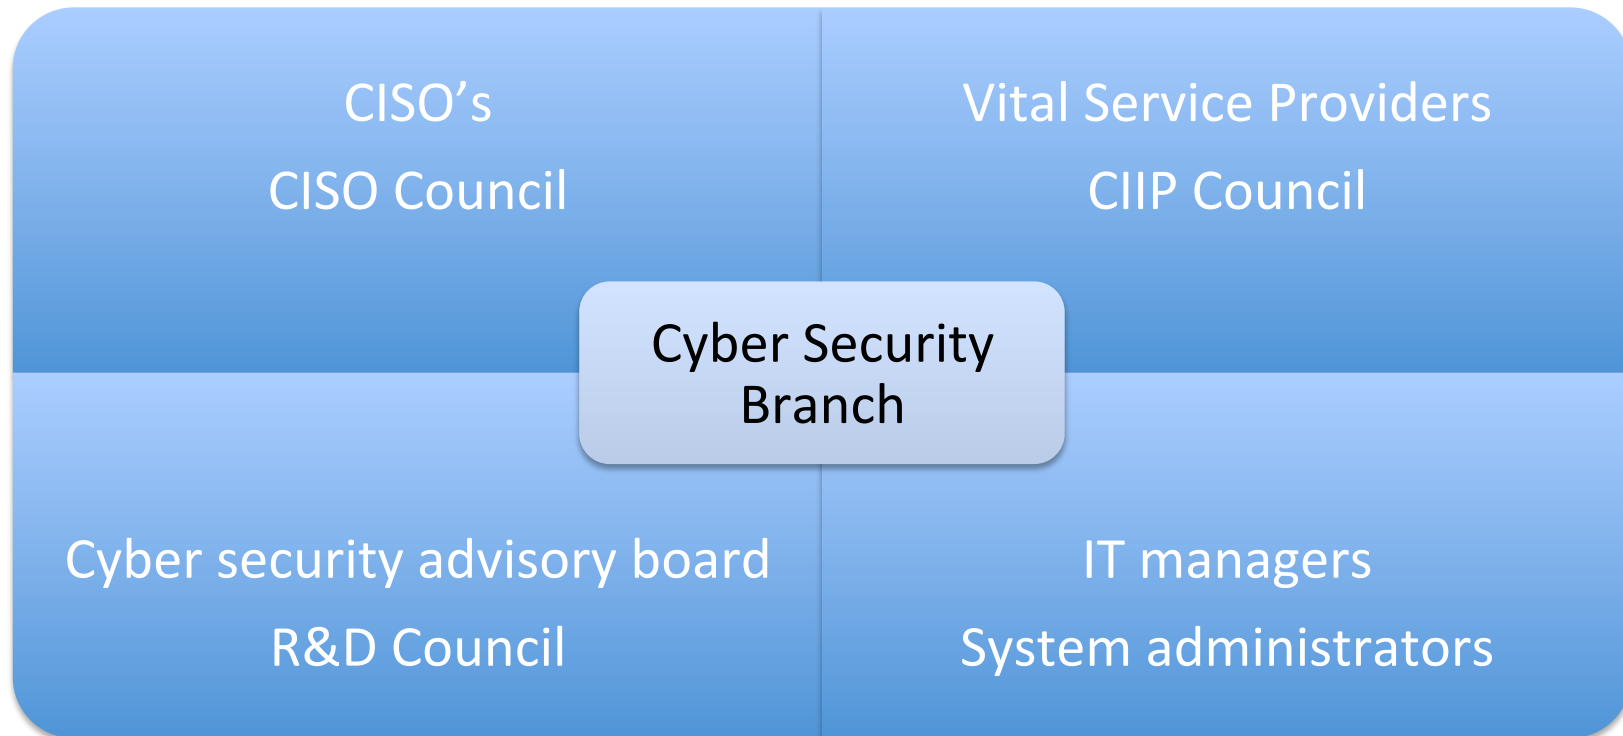 CISO’s
CISO Council
Vital Service Providers
CIIP Council
Cyber Security
Branch
Cyber security advisory board
R&D Council
IT managers
System administrators